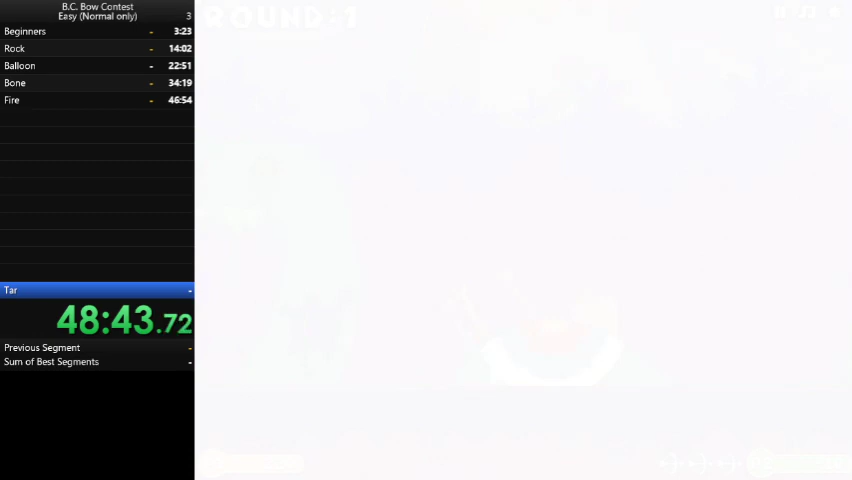 B.C. Bow Contest
Easy (Normal only) 3
Beginners - 3:23
Rock - 14:02
Balloon - 22:51
Bone - 34:19
Fire - 46:54
Tar -
48:43.72
Previous Segment -
Sum of Best Segments -
ROUND:1